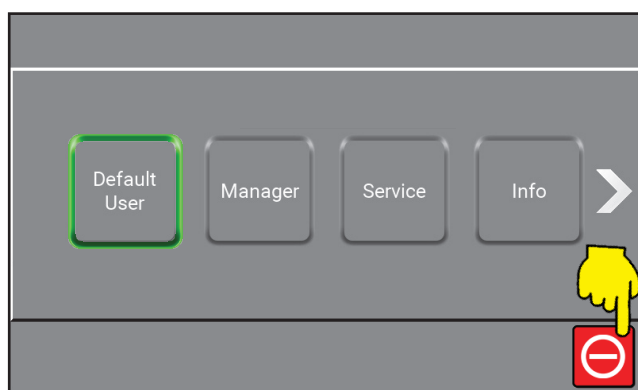 Default
User
Manager
Service
Info